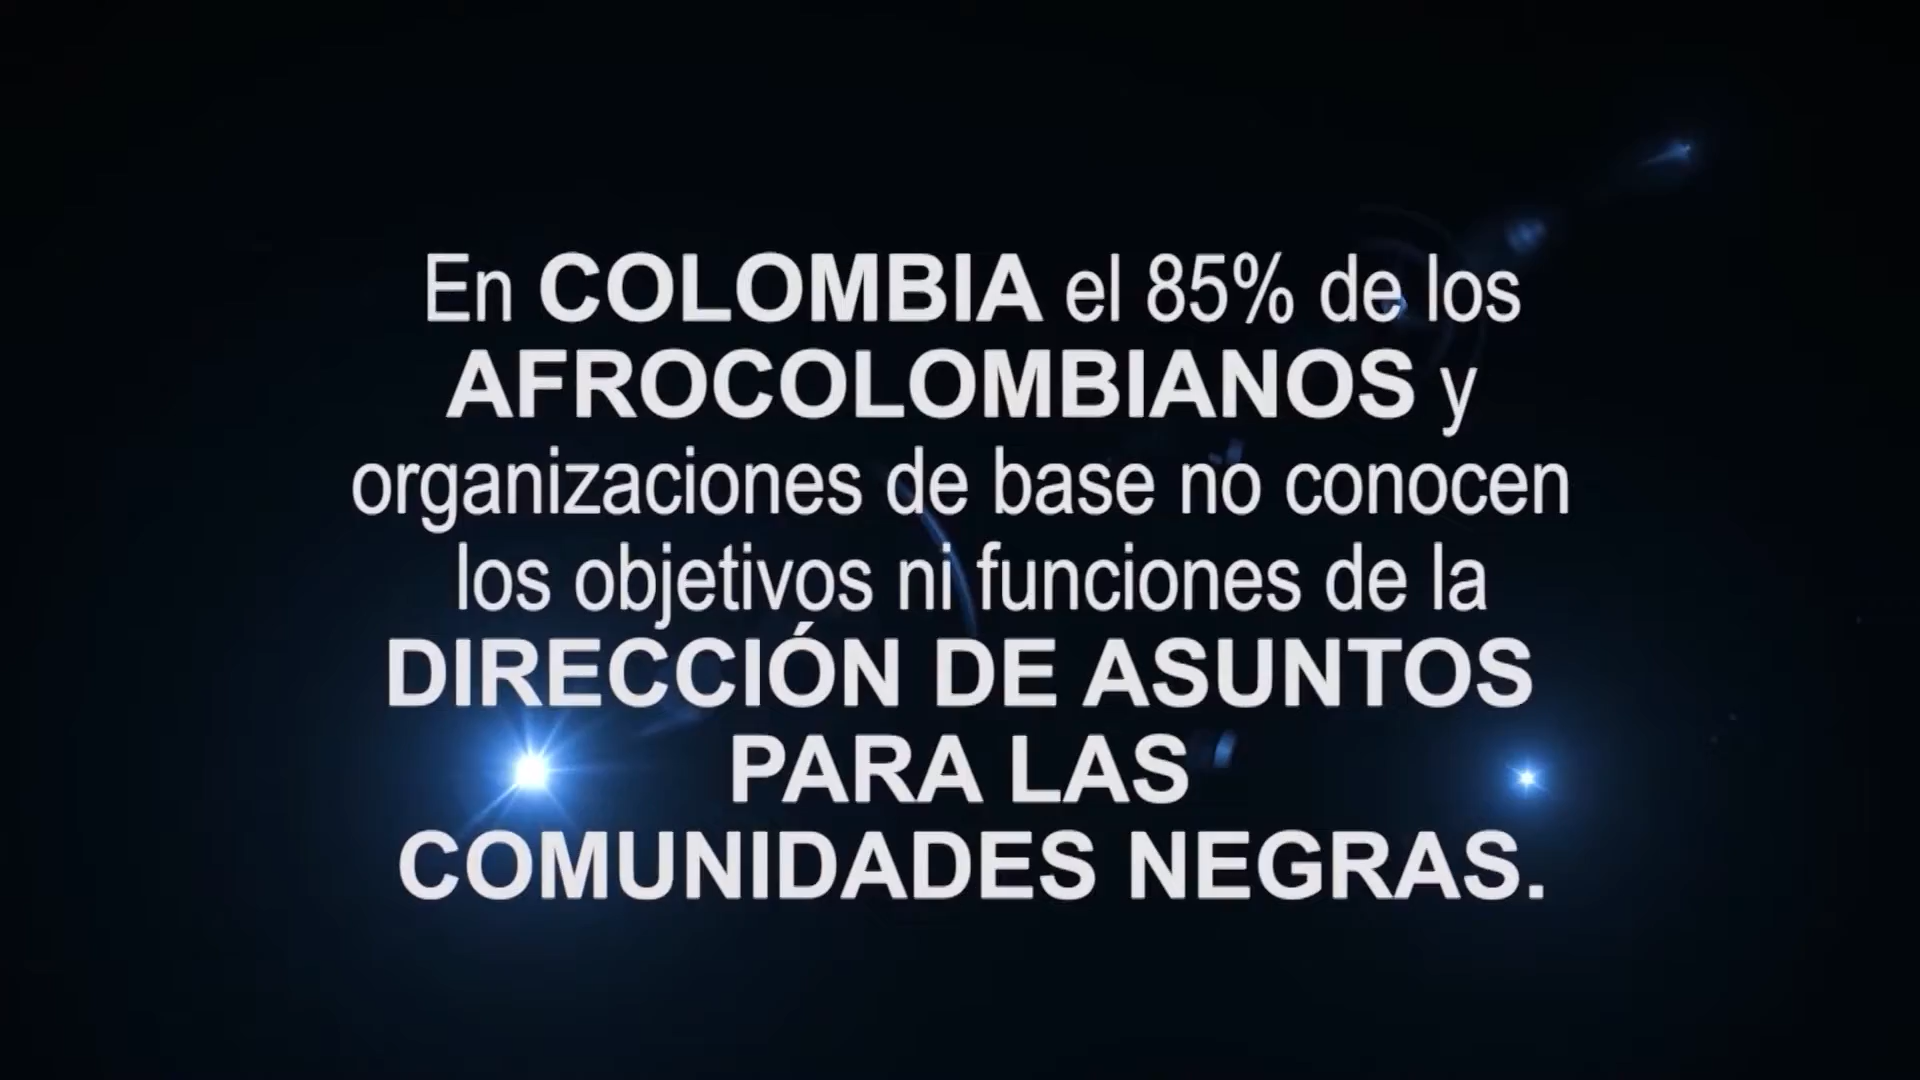 En COLOMBIA el 85% de los
AFROCOLOMBIANOS y
organizaciones de base no conocen
los objetivos ni funciones de la
DIRECCIÓN DE ASUNTOS
PARA LAS
COMUNIDADES NEGRAS.